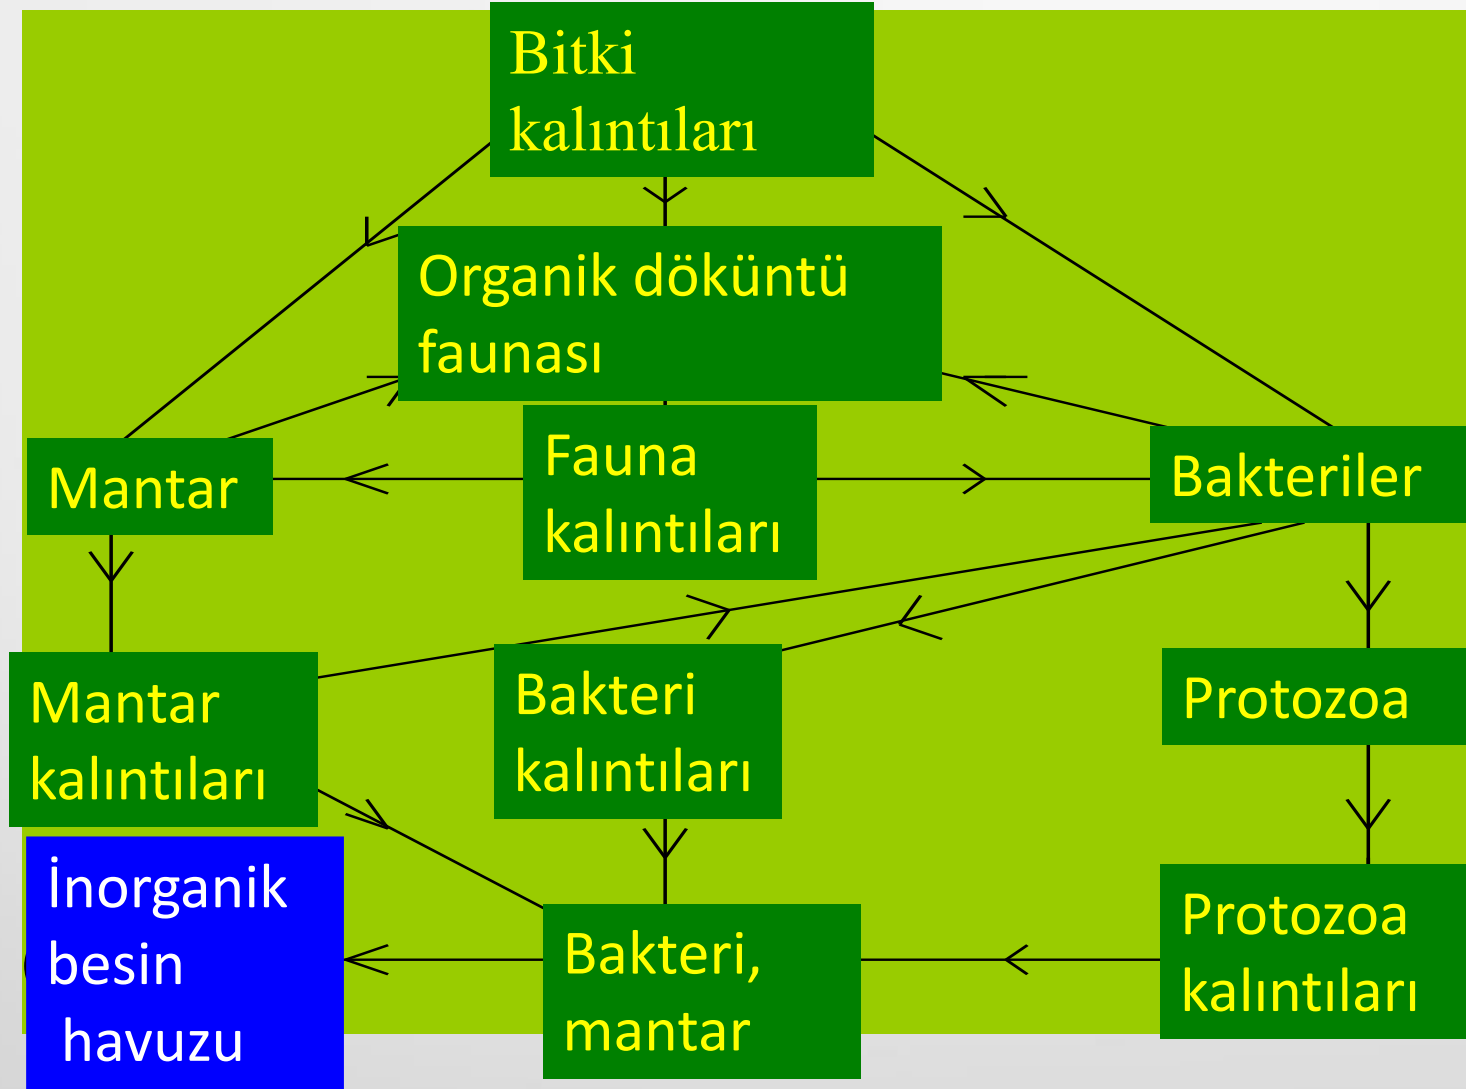 Bitki
kalıntıları
Organik döküntü
faunası
Fauna
kalıntıları
Mantar
Bakteriler
Mantar
kalıntıları
Bakteri
kalıntıları
Protozoa
İnorganik
besin
havuzu
Bakteri,
mantar
Protozoa
kalıntıları